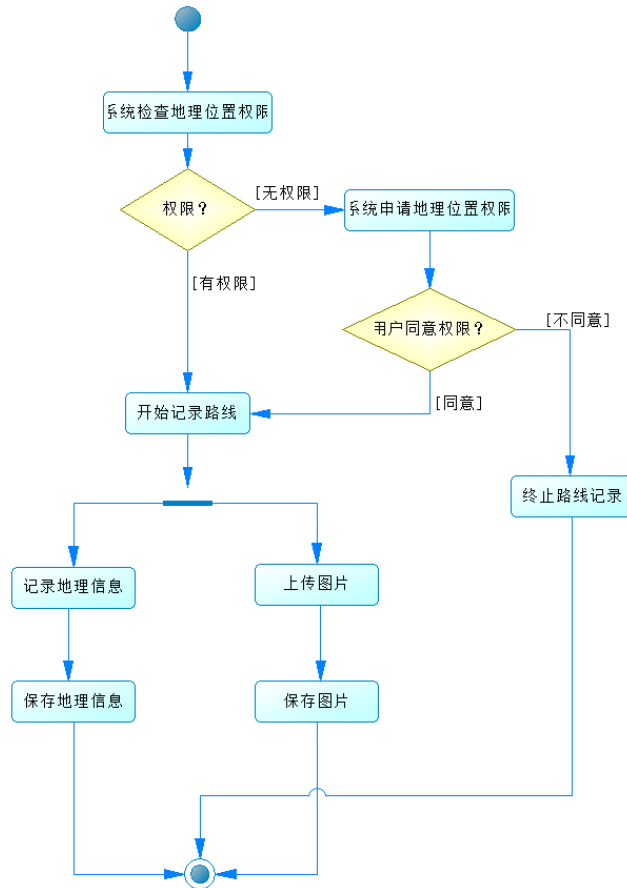 系统检查地理位置权限
权限？
[无权限]
系统申请地理位置权限
[有权限]
用户同意权限？
[不同意]
[同意]
开始记录路线
终止路线记录
记录地理信息
上传图片
保存地理信息
保存图片